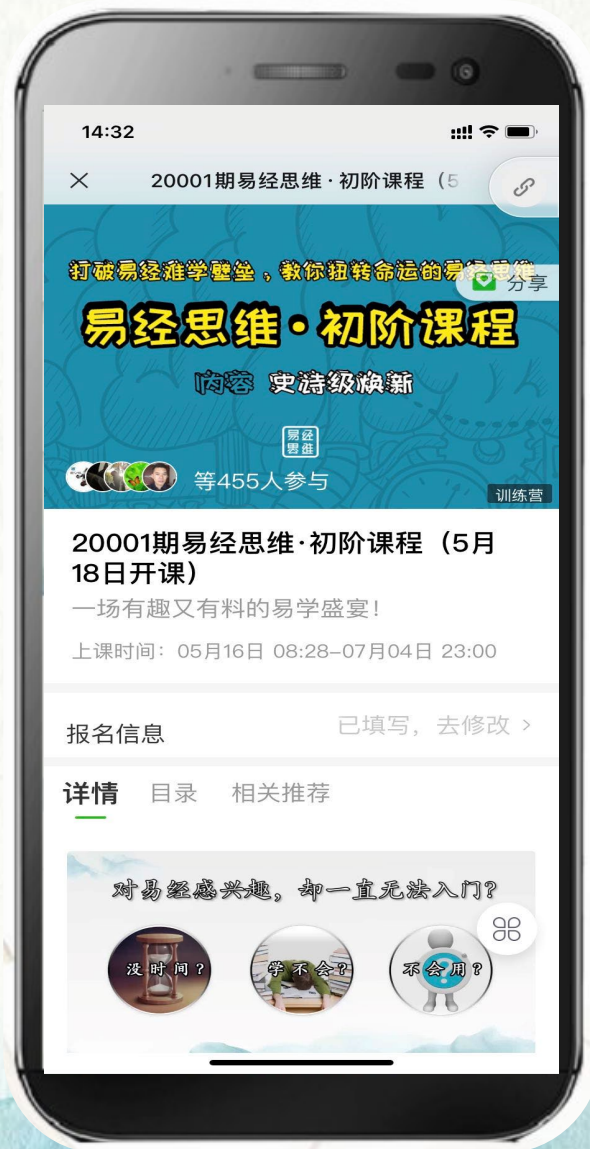 14:32
20001期易经思维·初阶课程（5
打破易经难学壁垒，教你扭转命运的易经思维
分享
易经思维·初阶课程
内容 史诗级焕新
易经
思维
等455人参与
训练营
20001期易经思维·初阶课程（5月
18日开课）
一场有趣又有料的易学盛宴！
上课时间：05月16日 08:28-07月04日 23:00
报名信息
已填写，去修改 >
详情 目录 相关推荐
对易经感兴趣，却一直无法入门？
没时间？ 学不会？ 不会用？